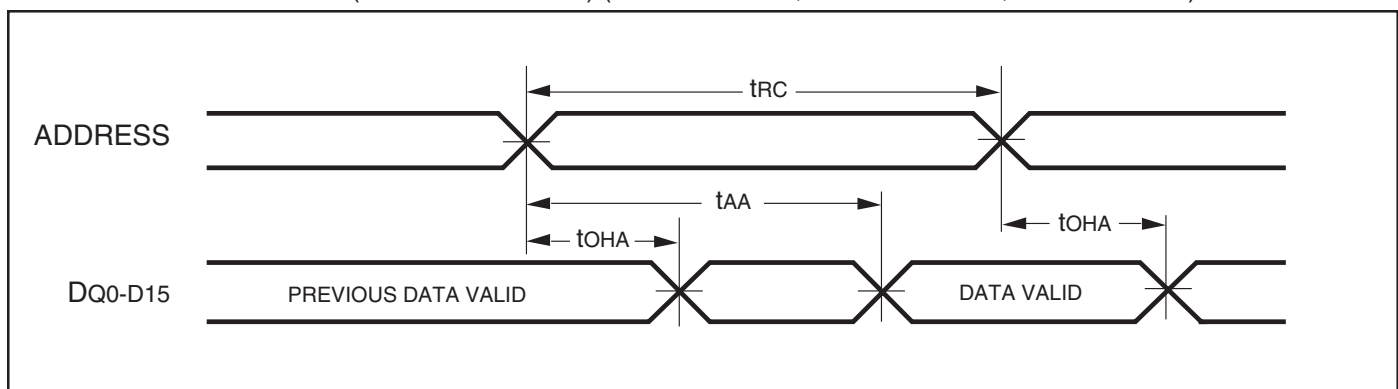 tRC
ADDRESS
tAA
tOHA
tOHA
DQ0-D15
PREVIOUS DATA VALID
DATA VALID